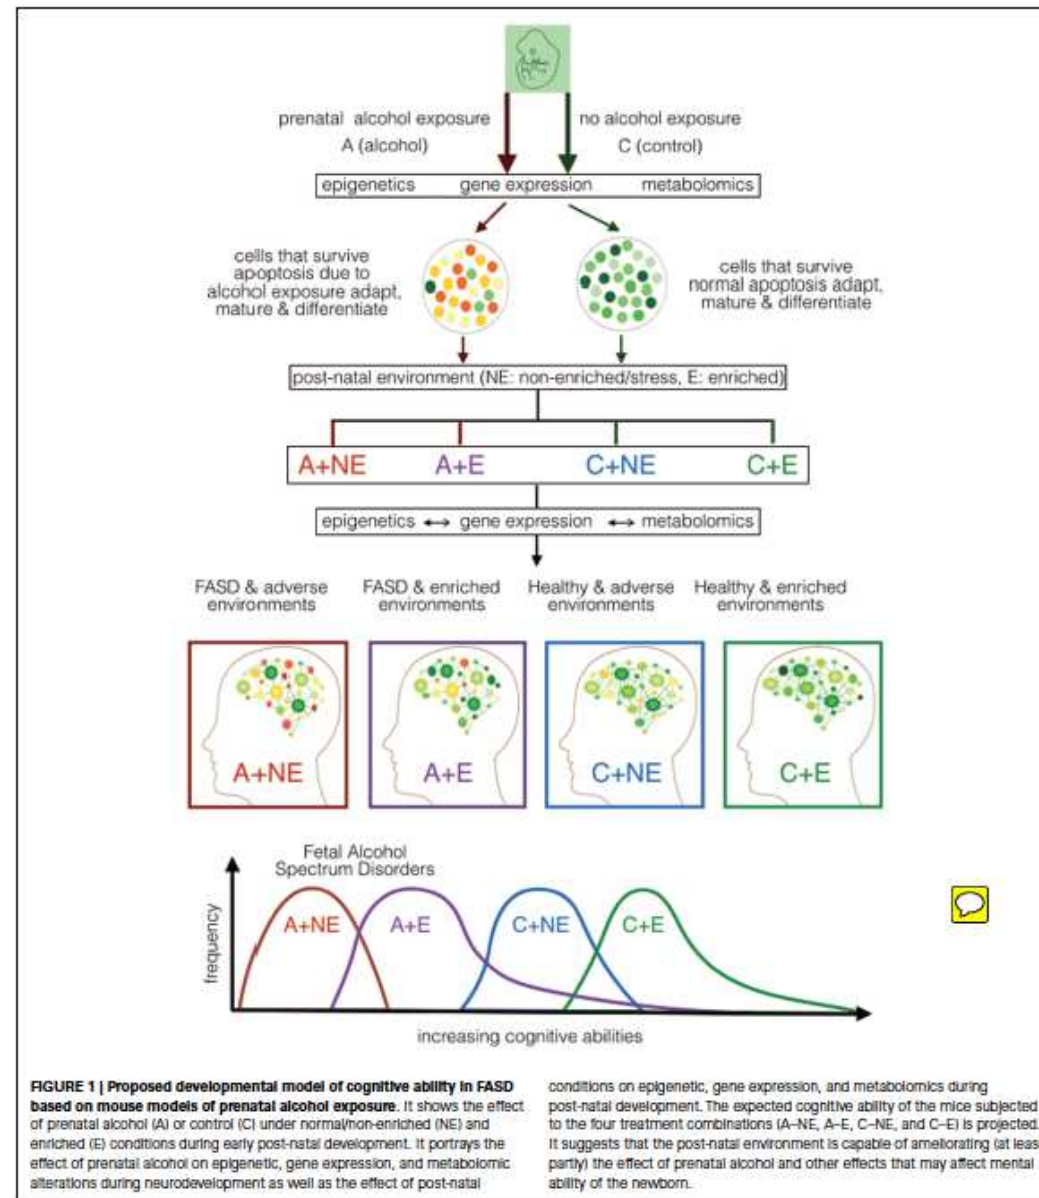 prenatal alcohol exposure
A (alcohol)
no alcohol exposure
C (control)
epigenetics gene expression metabolomics
cells that survive
apoptosis due to
alcohol exposure adapt,
mature & differentiate
cells that survive
normal apoptosis adapt,
mature & differentiate
post-natal environment (NE: non-enriched/stress, E: enriched)
A+NE A+E C+NE C+E
epigenetics ↔ gene expression ↔ metabolomics
FASD & adverse
environments
FASD & enriched
environments
Healthy & adverse
environments
Healthy & enriched
environments
A+NE A+E C+NE C+E
Fetal Alcohol
Spectrum Disorders
frequency
A+NE A+E C+NE C+E
increasing cognitive abilities
FIGURE 1 | Proposed developmental model of cognitive ability in FASD
based on mouse models of prenatal alcohol exposure. It shows the effect
of prenatal alcohol (A) or control (C) under normal/non-enriched (NE) and
enriched (E) conditions during early post-natal development. It portrays the
effect of prenatal alcohol on epigenetic, gene expression, and metabolomic
alterations during neurodevelopment as well as the effect of post-natal
conditions on epigenetic, gene expression, and metabolomics during
post-natal development. The expected cognitive ability of the mice subjected
to the four treatment combinations (A–NE, A–E, C–NE, and C–E) is projected.
It suggests that the post-natal environment is capable of ameliorating (at least
partly) the effect of prenatal alcohol and other effects that may affect mental
ability of the newborn.